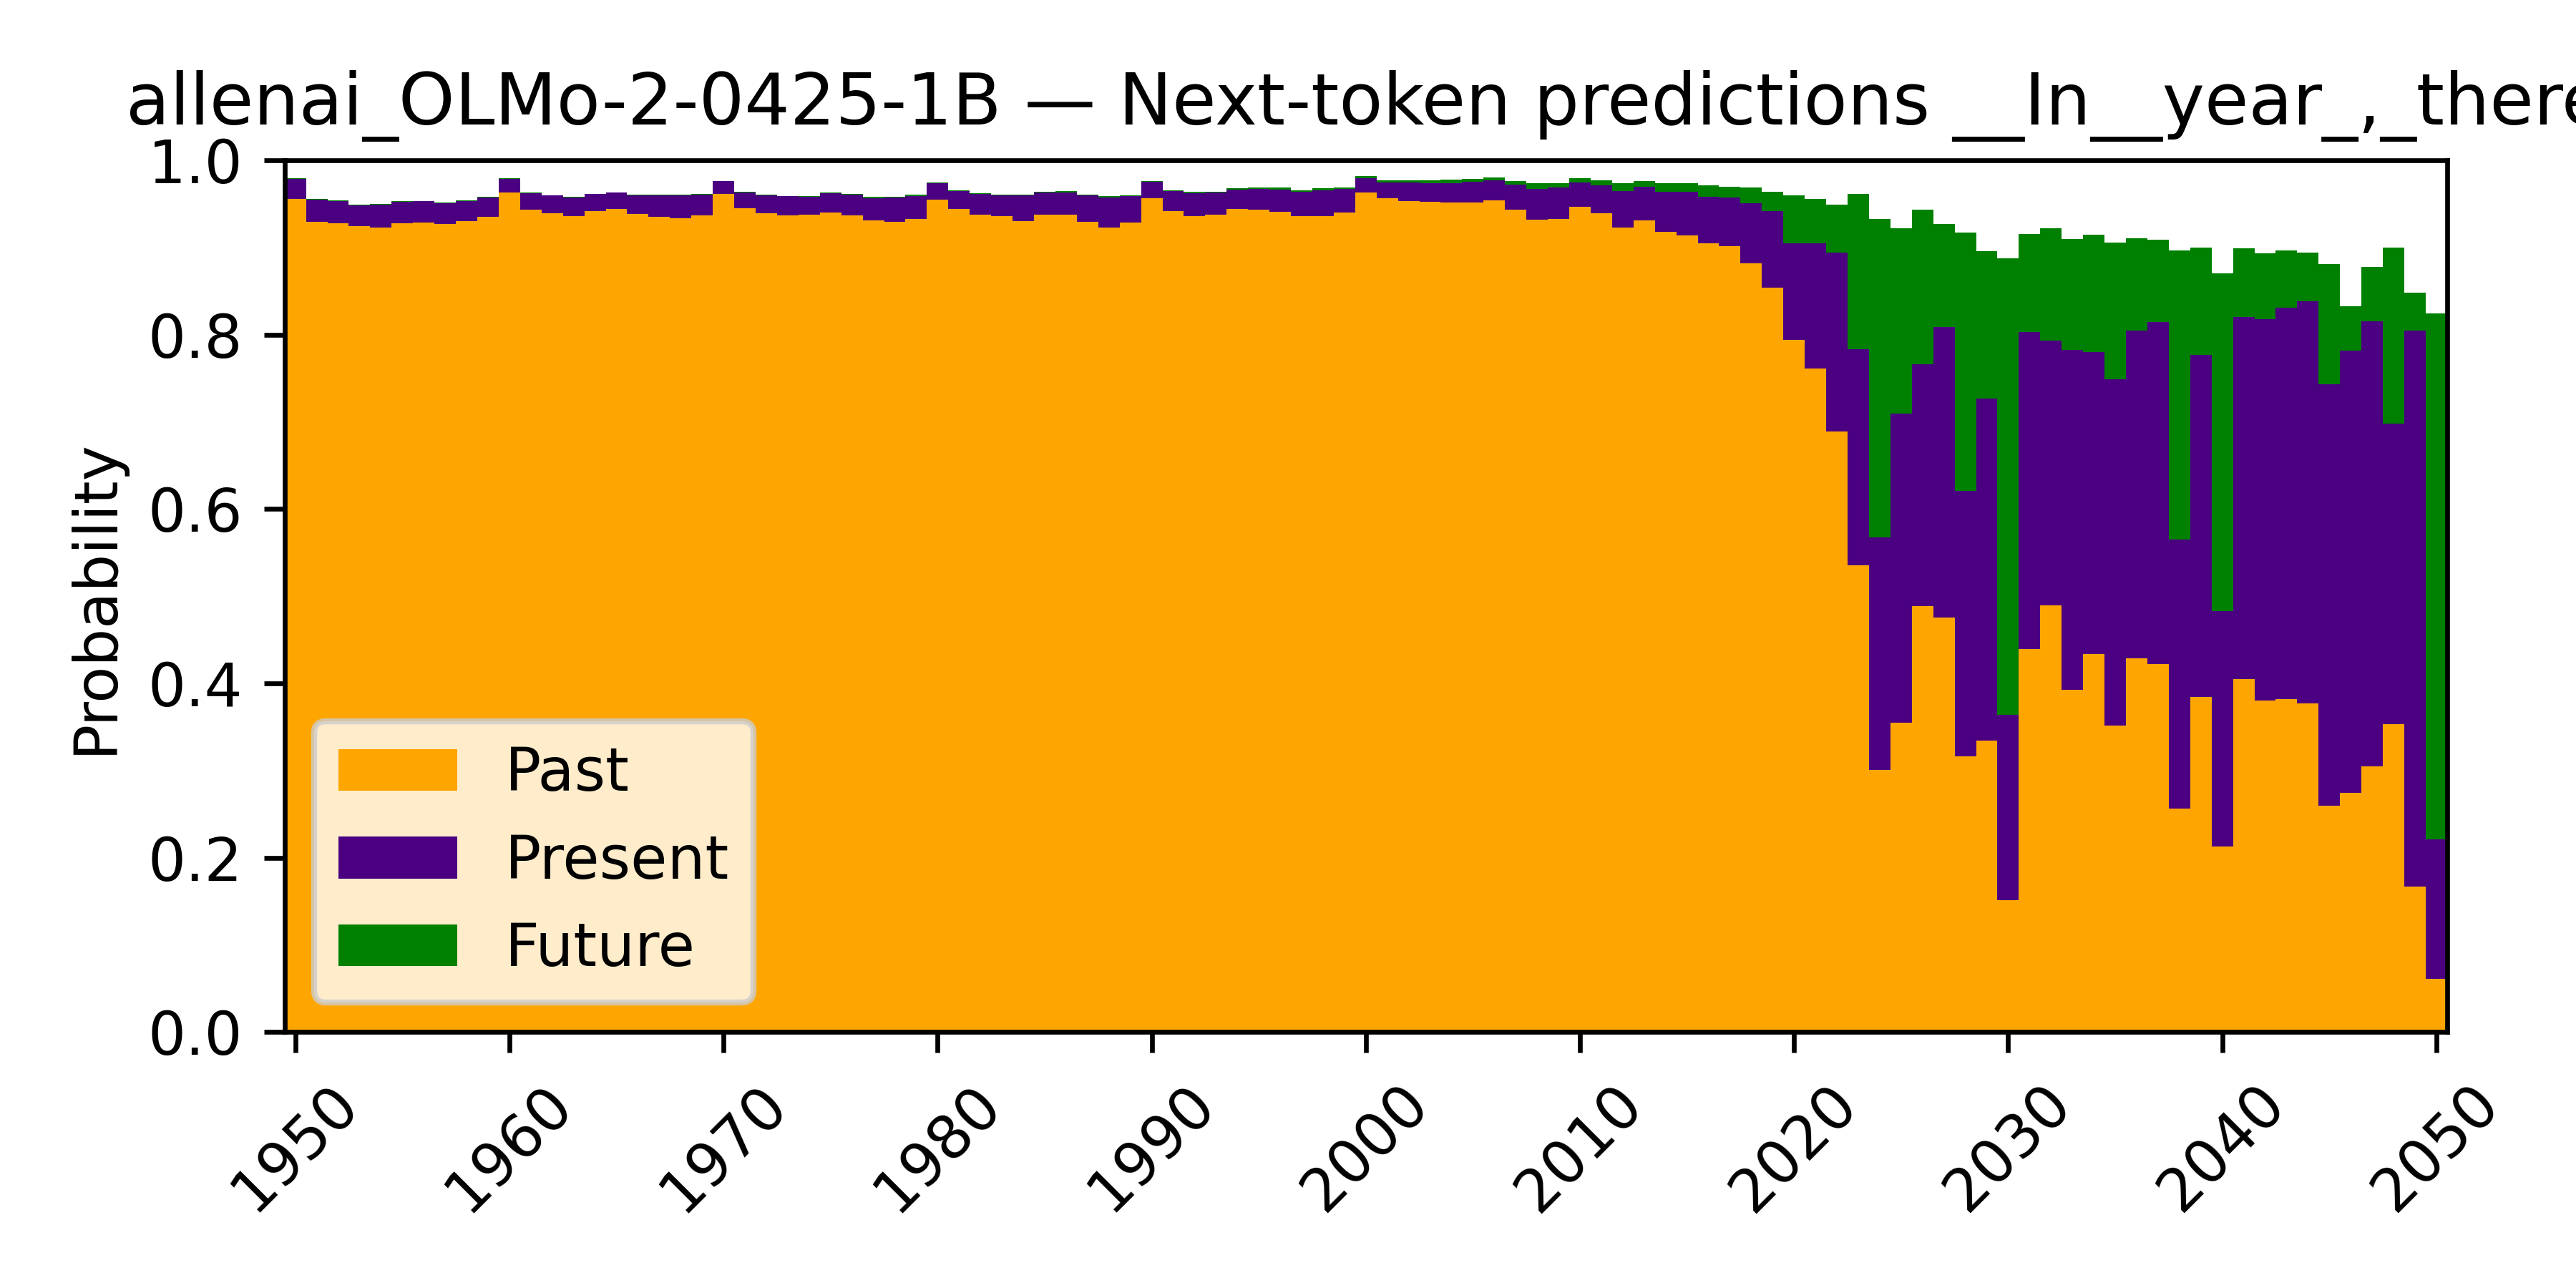 allenai_OLMo-2-0425-1B — Next-token predictions __In__year_,_there
1.0
0.8
0.6
0.4
0.2
0.0
Probability
Past
Present
Future
1950 1960 1970 1980 1990 2000 2010 2020 2030 2040 2050